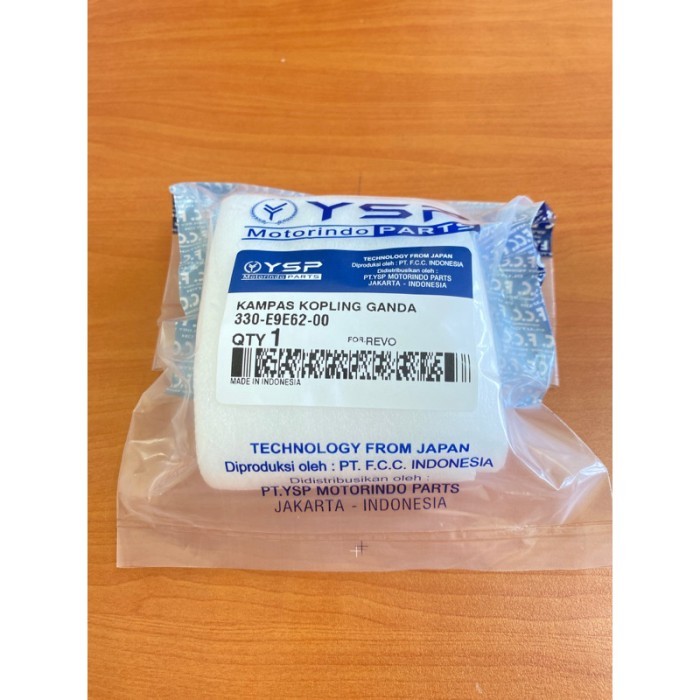 YSP
Motorindo PARTS
YSP
Motorindo PARTS
TECHNOLOGY FROM JAPAN
Diproduksi oleh : PT. F.C.C. INDONESIA
Didistribusikan oleh :
PT.YSP MOTORINDO PARTS
JAKARTA - INDONESIA
KAMPAS KOPLING GANDA
330-E9E62-00
QTY 1 FOR REVO
MADE IN INDONESIA
TECHNOLOGY FROM JAPAN
Diproduksi oleh : PT. F.C.C. INDONESIA
Didistribusikan oleh :
PT.YSP MOTORINDO PARTS
JAKARTA - INDONESIA